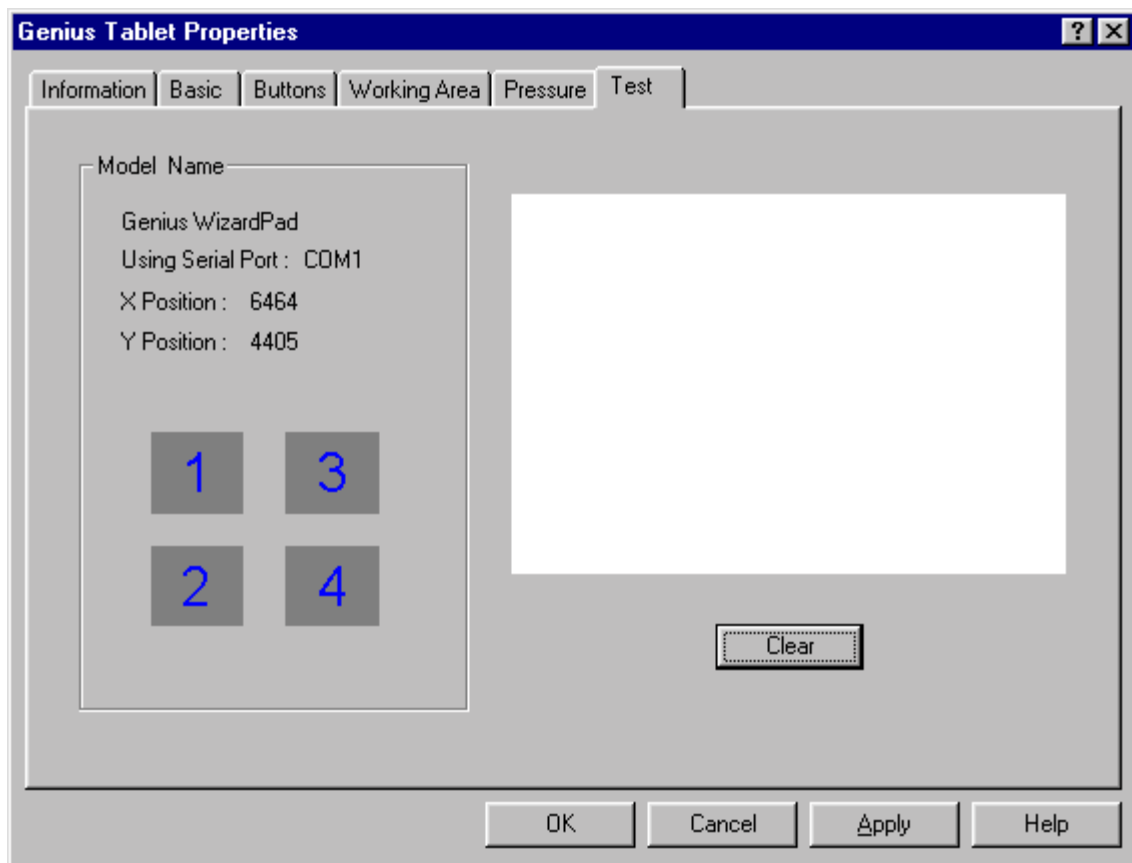 Genius Tablet Properties
Information Basic Buttons Working Area Pressure Test
Model Name
Genius WizardPad
Using Serial Port : COM1
X Position : 6464
Y Position : 4405
1 3
2 4
Clear
OK Cancel Apply Help